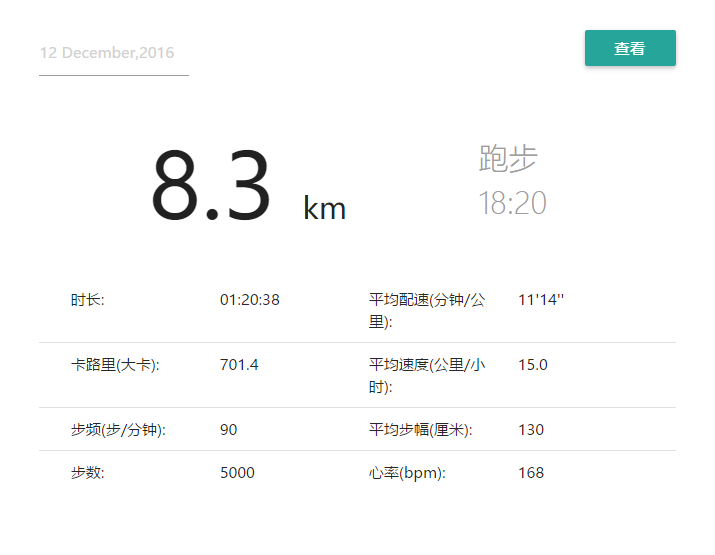 12 December,2016
查看
8.3 km
跑步
18:20
时长: 01:20:38 平均配速(分钟/公
里): 11'14''
卡路里(大卡): 701.4 平均速度(公里/小
时): 15.0
步频(步/分钟): 90 平均步幅(厘米): 130
步数: 5000 心率(bpm): 168